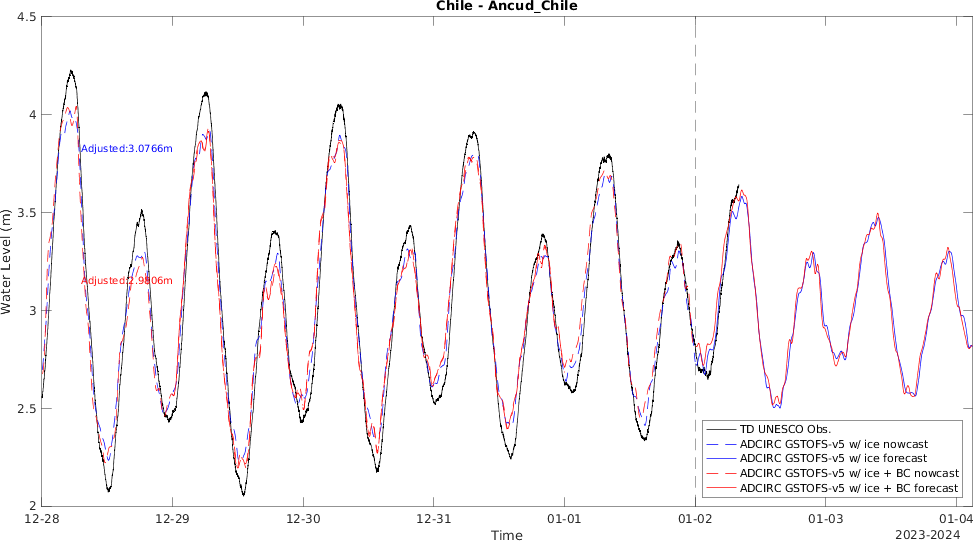 Chile - Ancud_Chile
4.5
4
3.5
3
2.5
2
Water Level (m)
Adjusted:3.0766m
Adjusted:2.9806m
TD UNESCO Obs.
ADCIRC GSTOFS-v5 w/ ice nowcast
ADCIRC GSTOFS-v5 w/ ice forecast
ADCIRC GSTOFS-v5 w/ ice + BC nowcast
ADCIRC GSTOFS-v5 w/ ice + BC forecast
12-28
12-29
12-30
12-31
01-01
01-02
01-03
01-04
Time
2023-2024